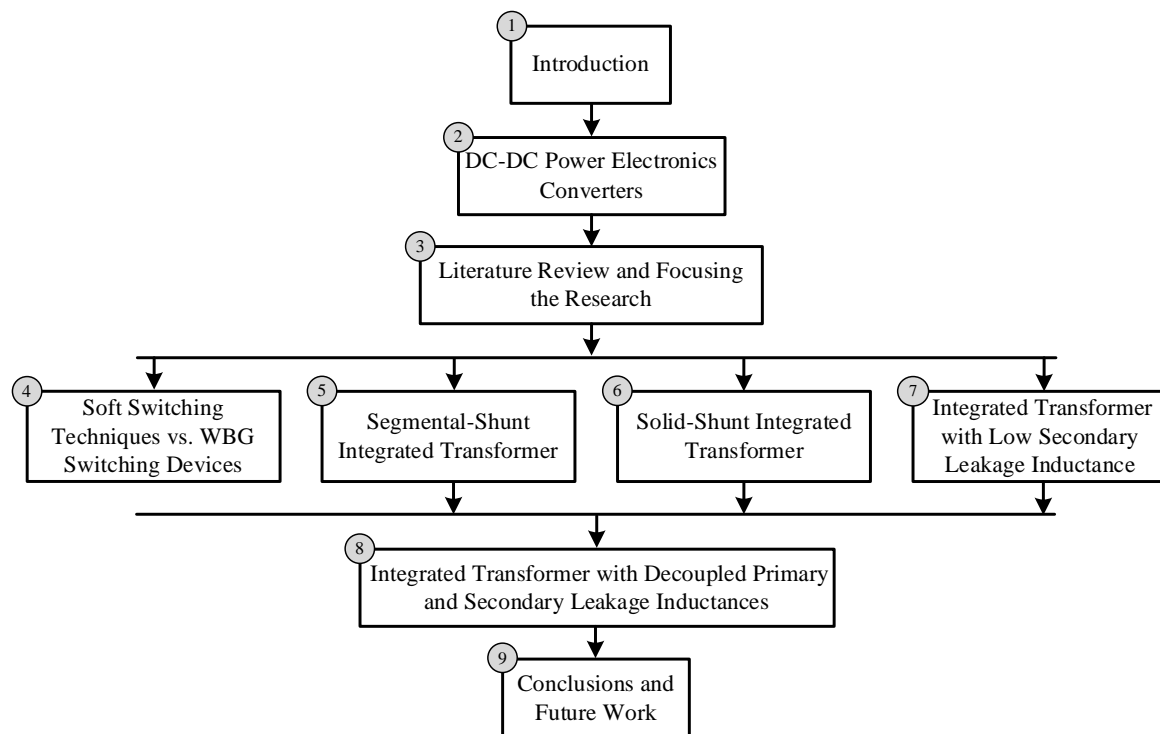 1
Introduction
2
DC-DC Power Electronics
Converters
3
Literature Review and Focusing
the Research
4
Soft Switching
Techniques vs. WBG
Switching Devices
5
Segmental-Shunt
Integrated Transformer
6
Solid-Shunt Integrated
Transformer
7
Integrated Transformer
with Low Secondary
Leakage Inductance
8
Integrated Transformer with Decoupled Primary
and Secondary Leakage Inductances
9
Conclusions and
Future Work